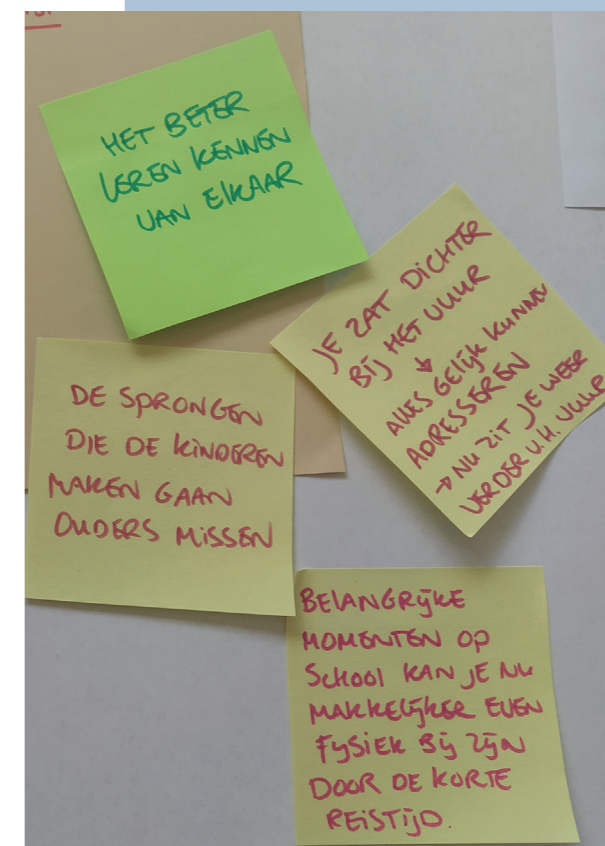 HET BETER
LEREN KENNEN
VAN ELKAAR
JE ZAT DICHTER
BIJ HET VUUR
↓
ALLES GELIJK KUNNEN
ADRESSEREN
→ NU ZIT JE WEER
VERDER V.H. VUUR
DE SPRONGEN
DIE DE KINDEREN
MAKEN GAAN
OUDERS MISSEN
BELANGRIJKE
MOMENTEN OP
SCHOOL KAN JE NU
MAKKELIJKER EVEN
FYSIEK BIJ ZIJN
DOOR DE KORTE
REISTIJD.